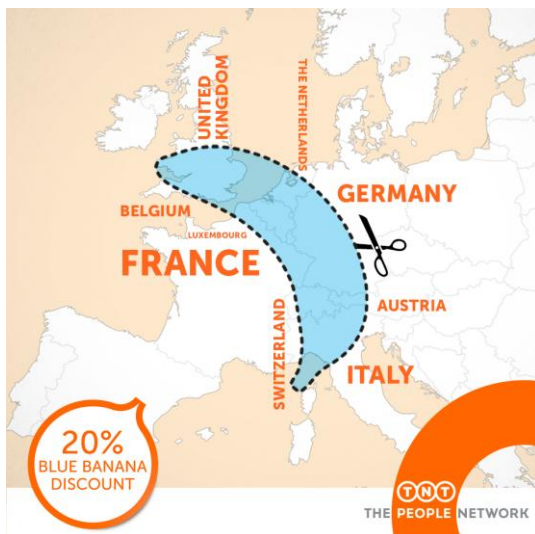 UNITED
KINGDOM
THE NETHERLANDS
GERMANY
BELGIUM
LUXEMBOURG
FRANCE
SWITZERLAND
AUSTRIA
ITALY
20%
BLUE BANANA
DISCOUNT
TNT
THE PEOPLE NETWORK